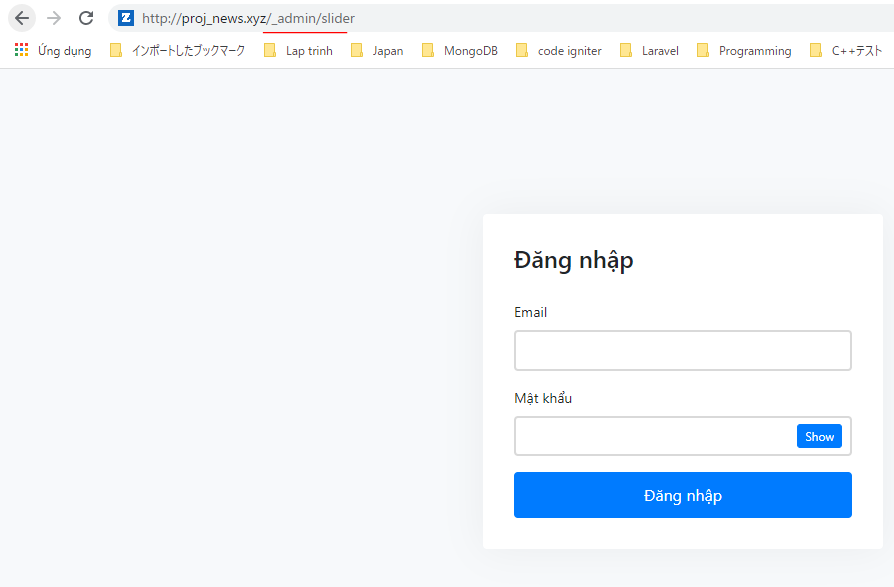 Z http://proj_news.xyz/_admin/slider
Ứng dụng インポートしたブックマーク Lap trinh Japan MongoDB code igniter Laravel Programming C++テスト
Đăng nhập
Email
Mật khẩu
Show
Đăng nhập